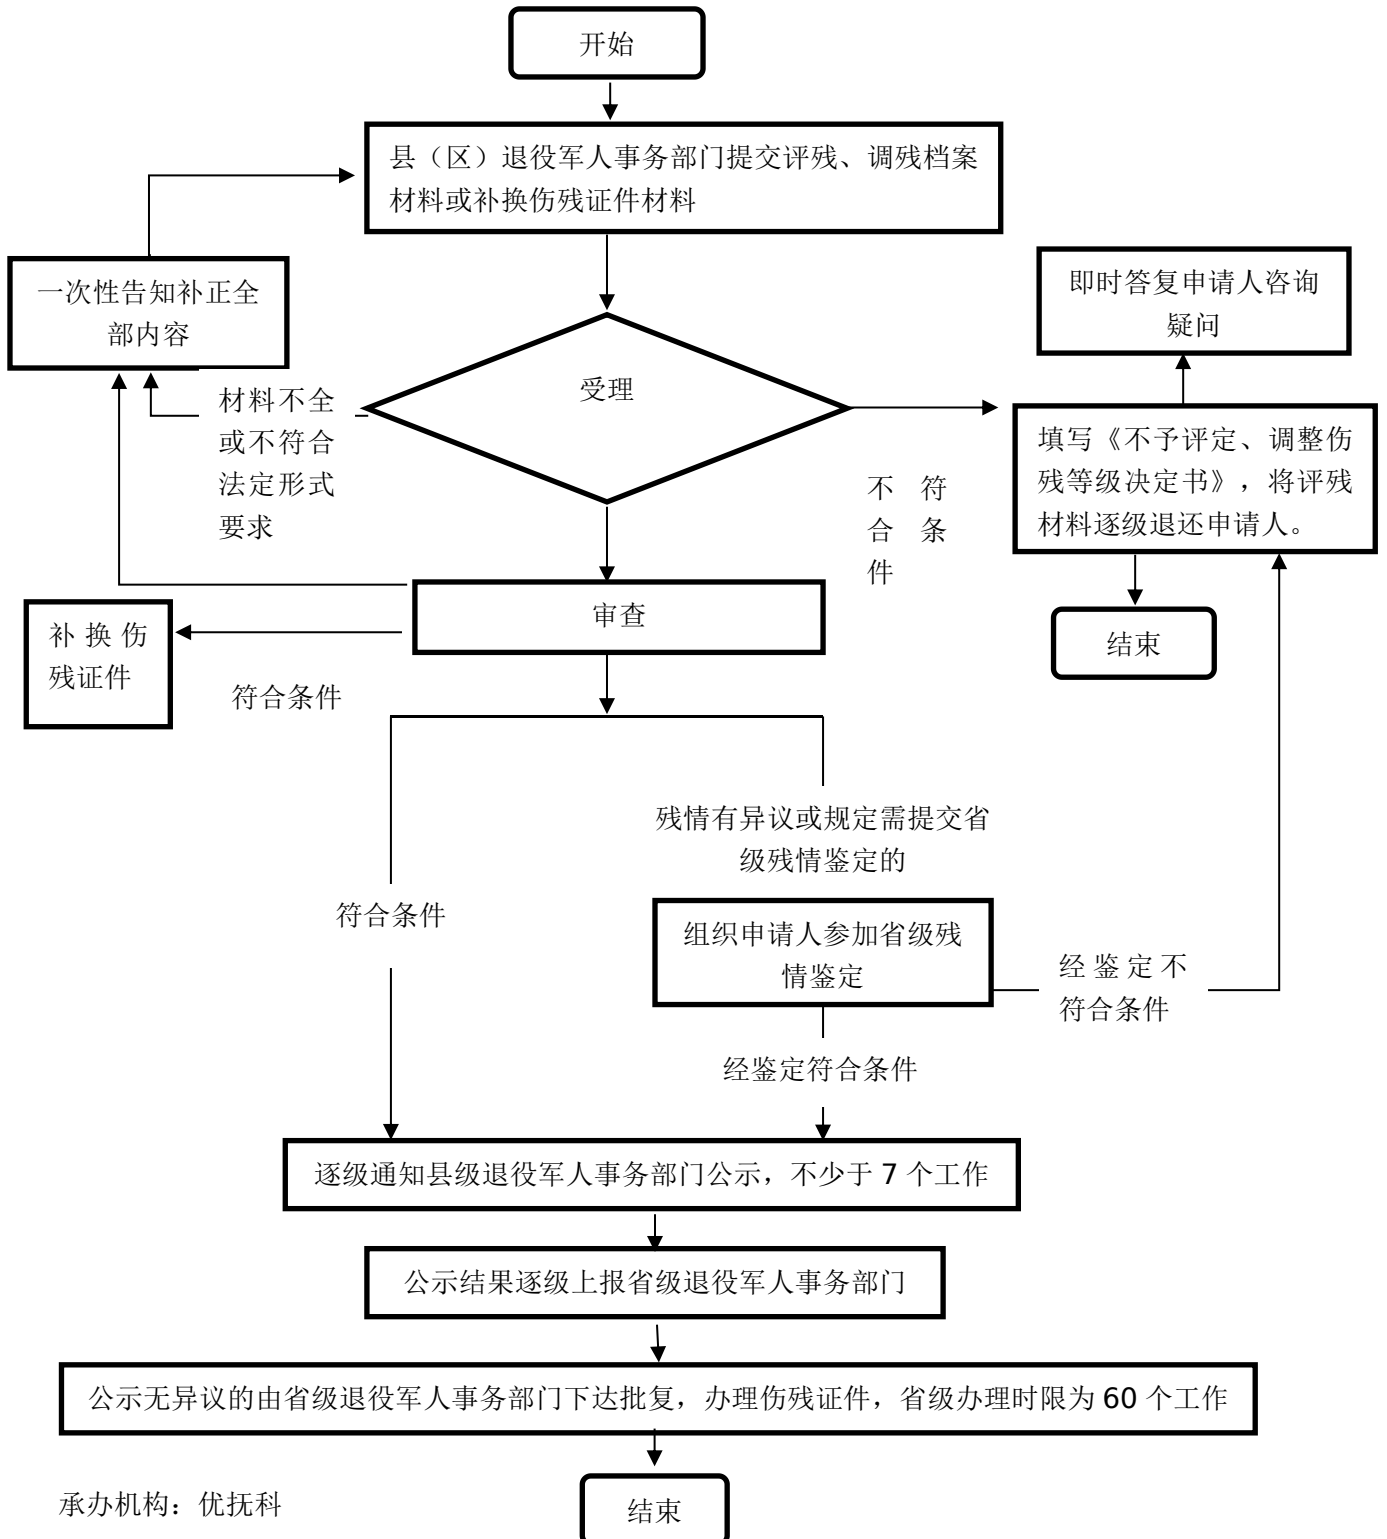 开始
县（区）退役军人事务部门提交评残、调残档案
材料或补换伤残证件材料
一次性告知补正全
部内容
即时答复申请人咨询
疑问
受理
材料不全
或不符合
法定形式
要求
填写《不予评定、调整伤
残等级决定书》，将评残
材料逐级退还申请人。
不 符
合 条
件
审查
结束
补 换 伤
残证件
符合条件
残情有异议或规定需提交省
级残情鉴定的
符合条件
组织申请人参加省级残
情鉴定
经 鉴 定 不
符合条件
经鉴定符合条件
逐级通知县级退役军人事务部门公示，不少于 7 个工作
公示结果逐级上报省级退役军人事务部门
公示无异议的由省级退役军人事务部门下达批复，办理伤残证件，省级办理时限为 60 个工作
承办机构：优抚科
结束